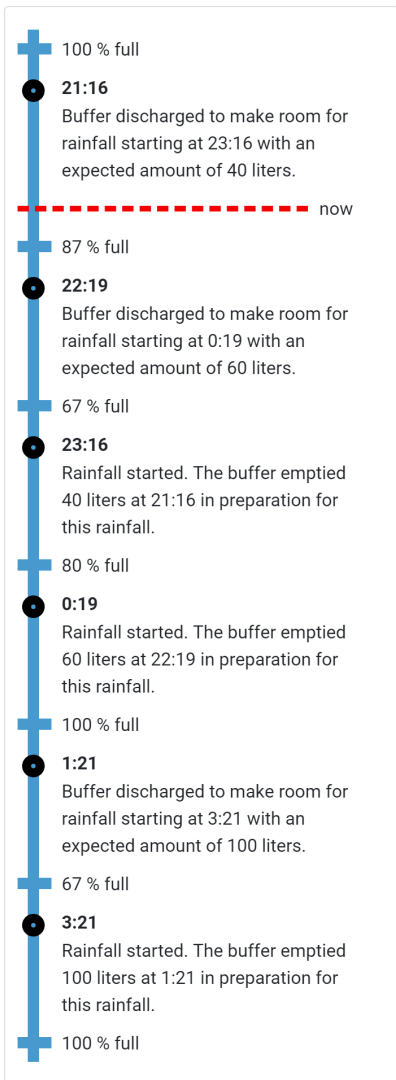 100 % full
21:16
Buffer discharged to make room for
rainfall starting at 23:16 with an
expected amount of 40 liters.
now
87 % full
22:19
Buffer discharged to make room for
rainfall starting at 0:19 with an
expected amount of 60 liters.
67 % full
23:16
Rainfall started. The buffer emptied
40 liters at 21:16 in preparation for
this rainfall.
80 % full
0:19
Rainfall started. The buffer emptied
60 liters at 22:19 in preparation for
this rainfall.
100 % full
1:21
Buffer discharged to make room for
rainfall starting at 3:21 with an
expected amount of 100 liters.
67 % full
3:21
Rainfall started. The buffer emptied
100 liters at 1:21 in preparation for
this rainfall.
100 % full